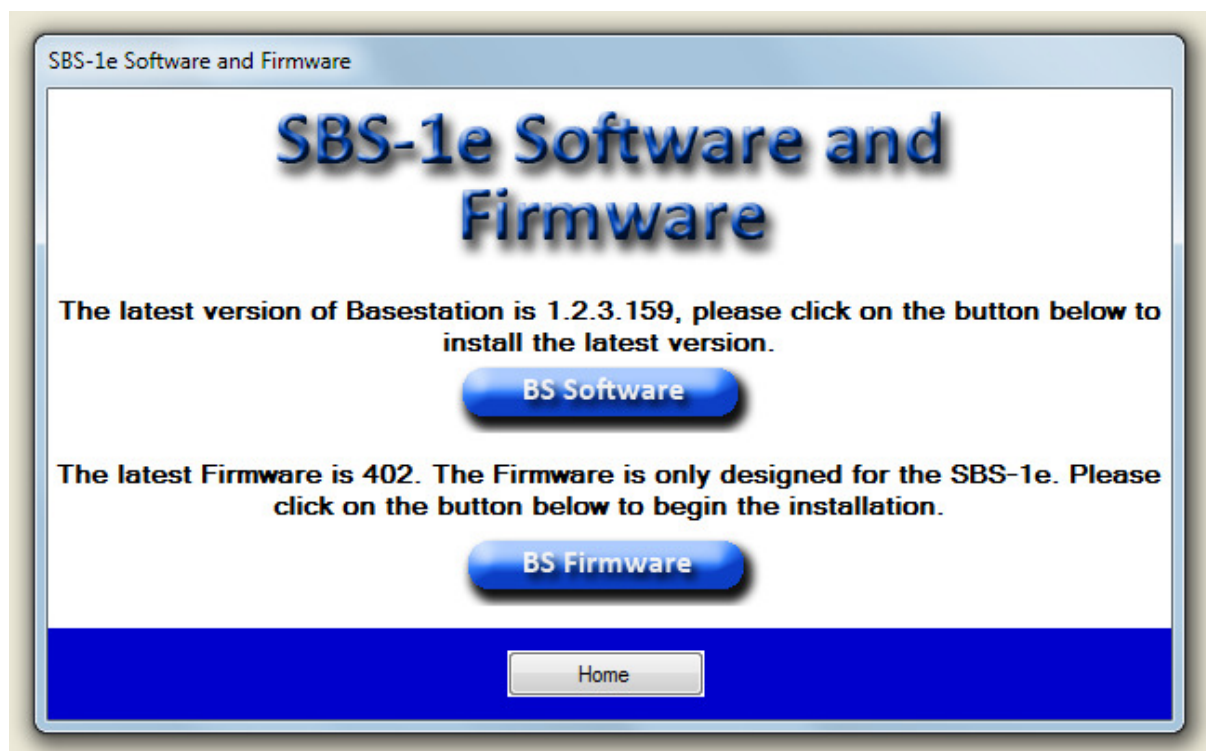 SBS-1e Software and Firmware
SBS-1e Software and
Firmware
The latest version of Basestation is 1.2.3.159, please click on the button below to
install the latest version.
BS Software
The latest Firmware is 402. The Firmware is only designed for the SBS-1e. Please
click on the button below to begin the installation.
BS Firmware
Home